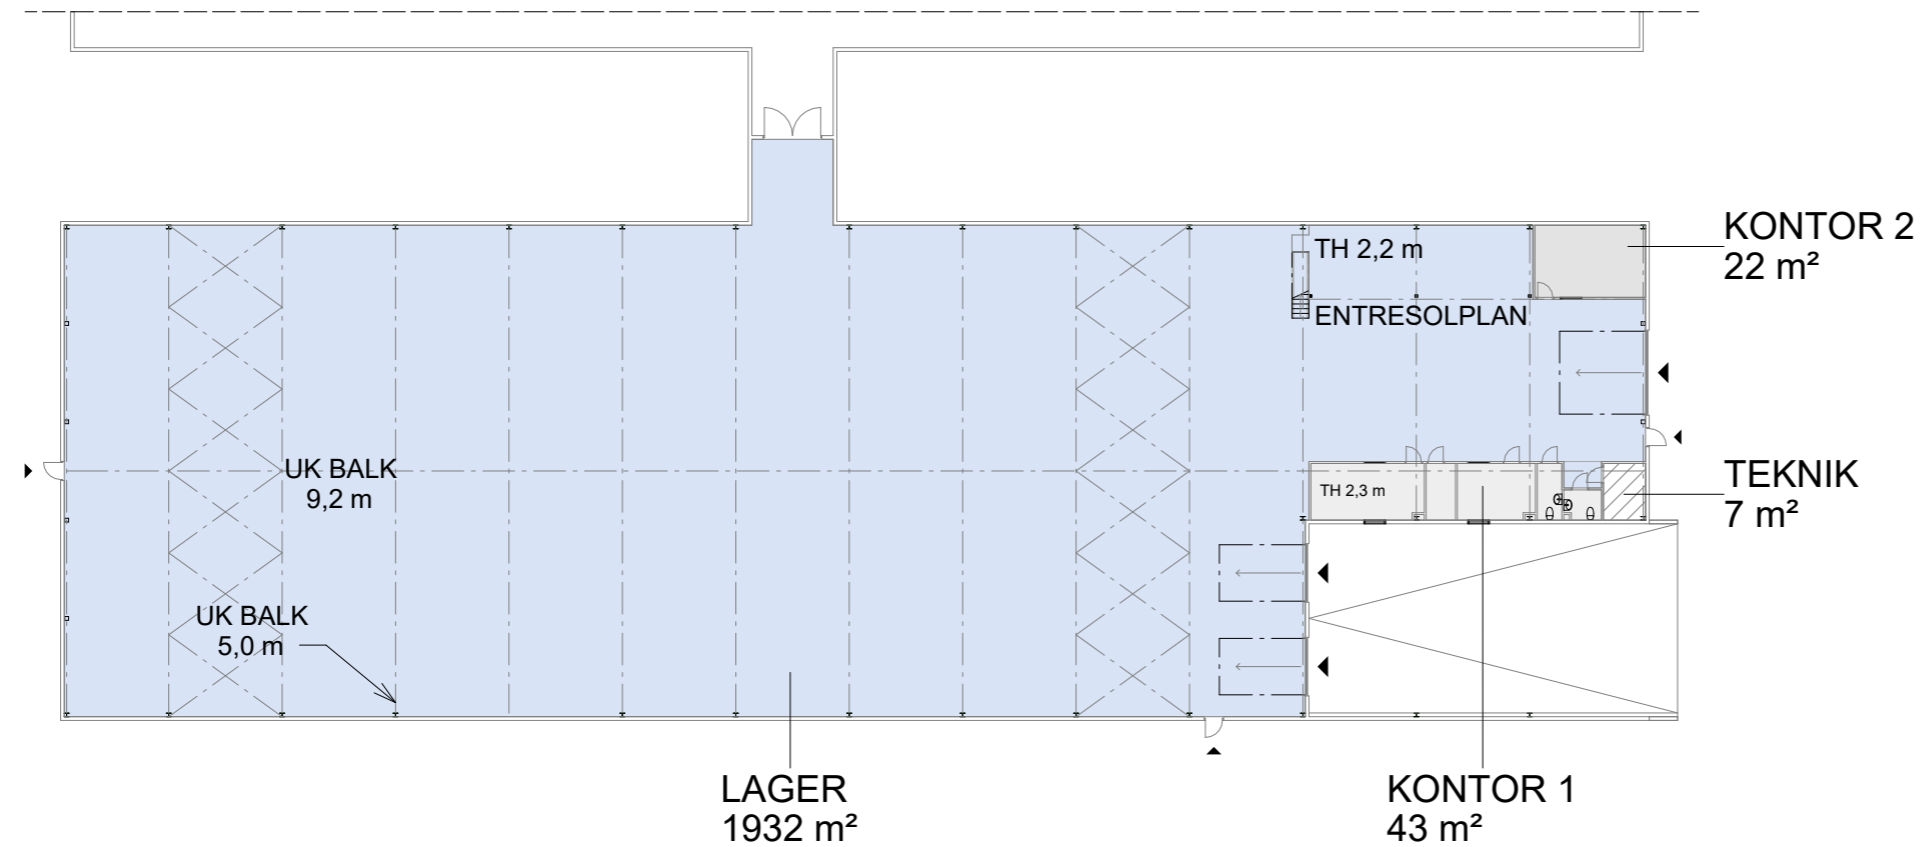 KONTOR 2
22 m²
TH 2,2 m
ENTRESOLPLAN
UK BALK
9,2 m
TH 2,3 m
TEKNIK
7 m²
UK BALK
5,0 m
LAGER
1932 m²
KONTOR 1
43 m²